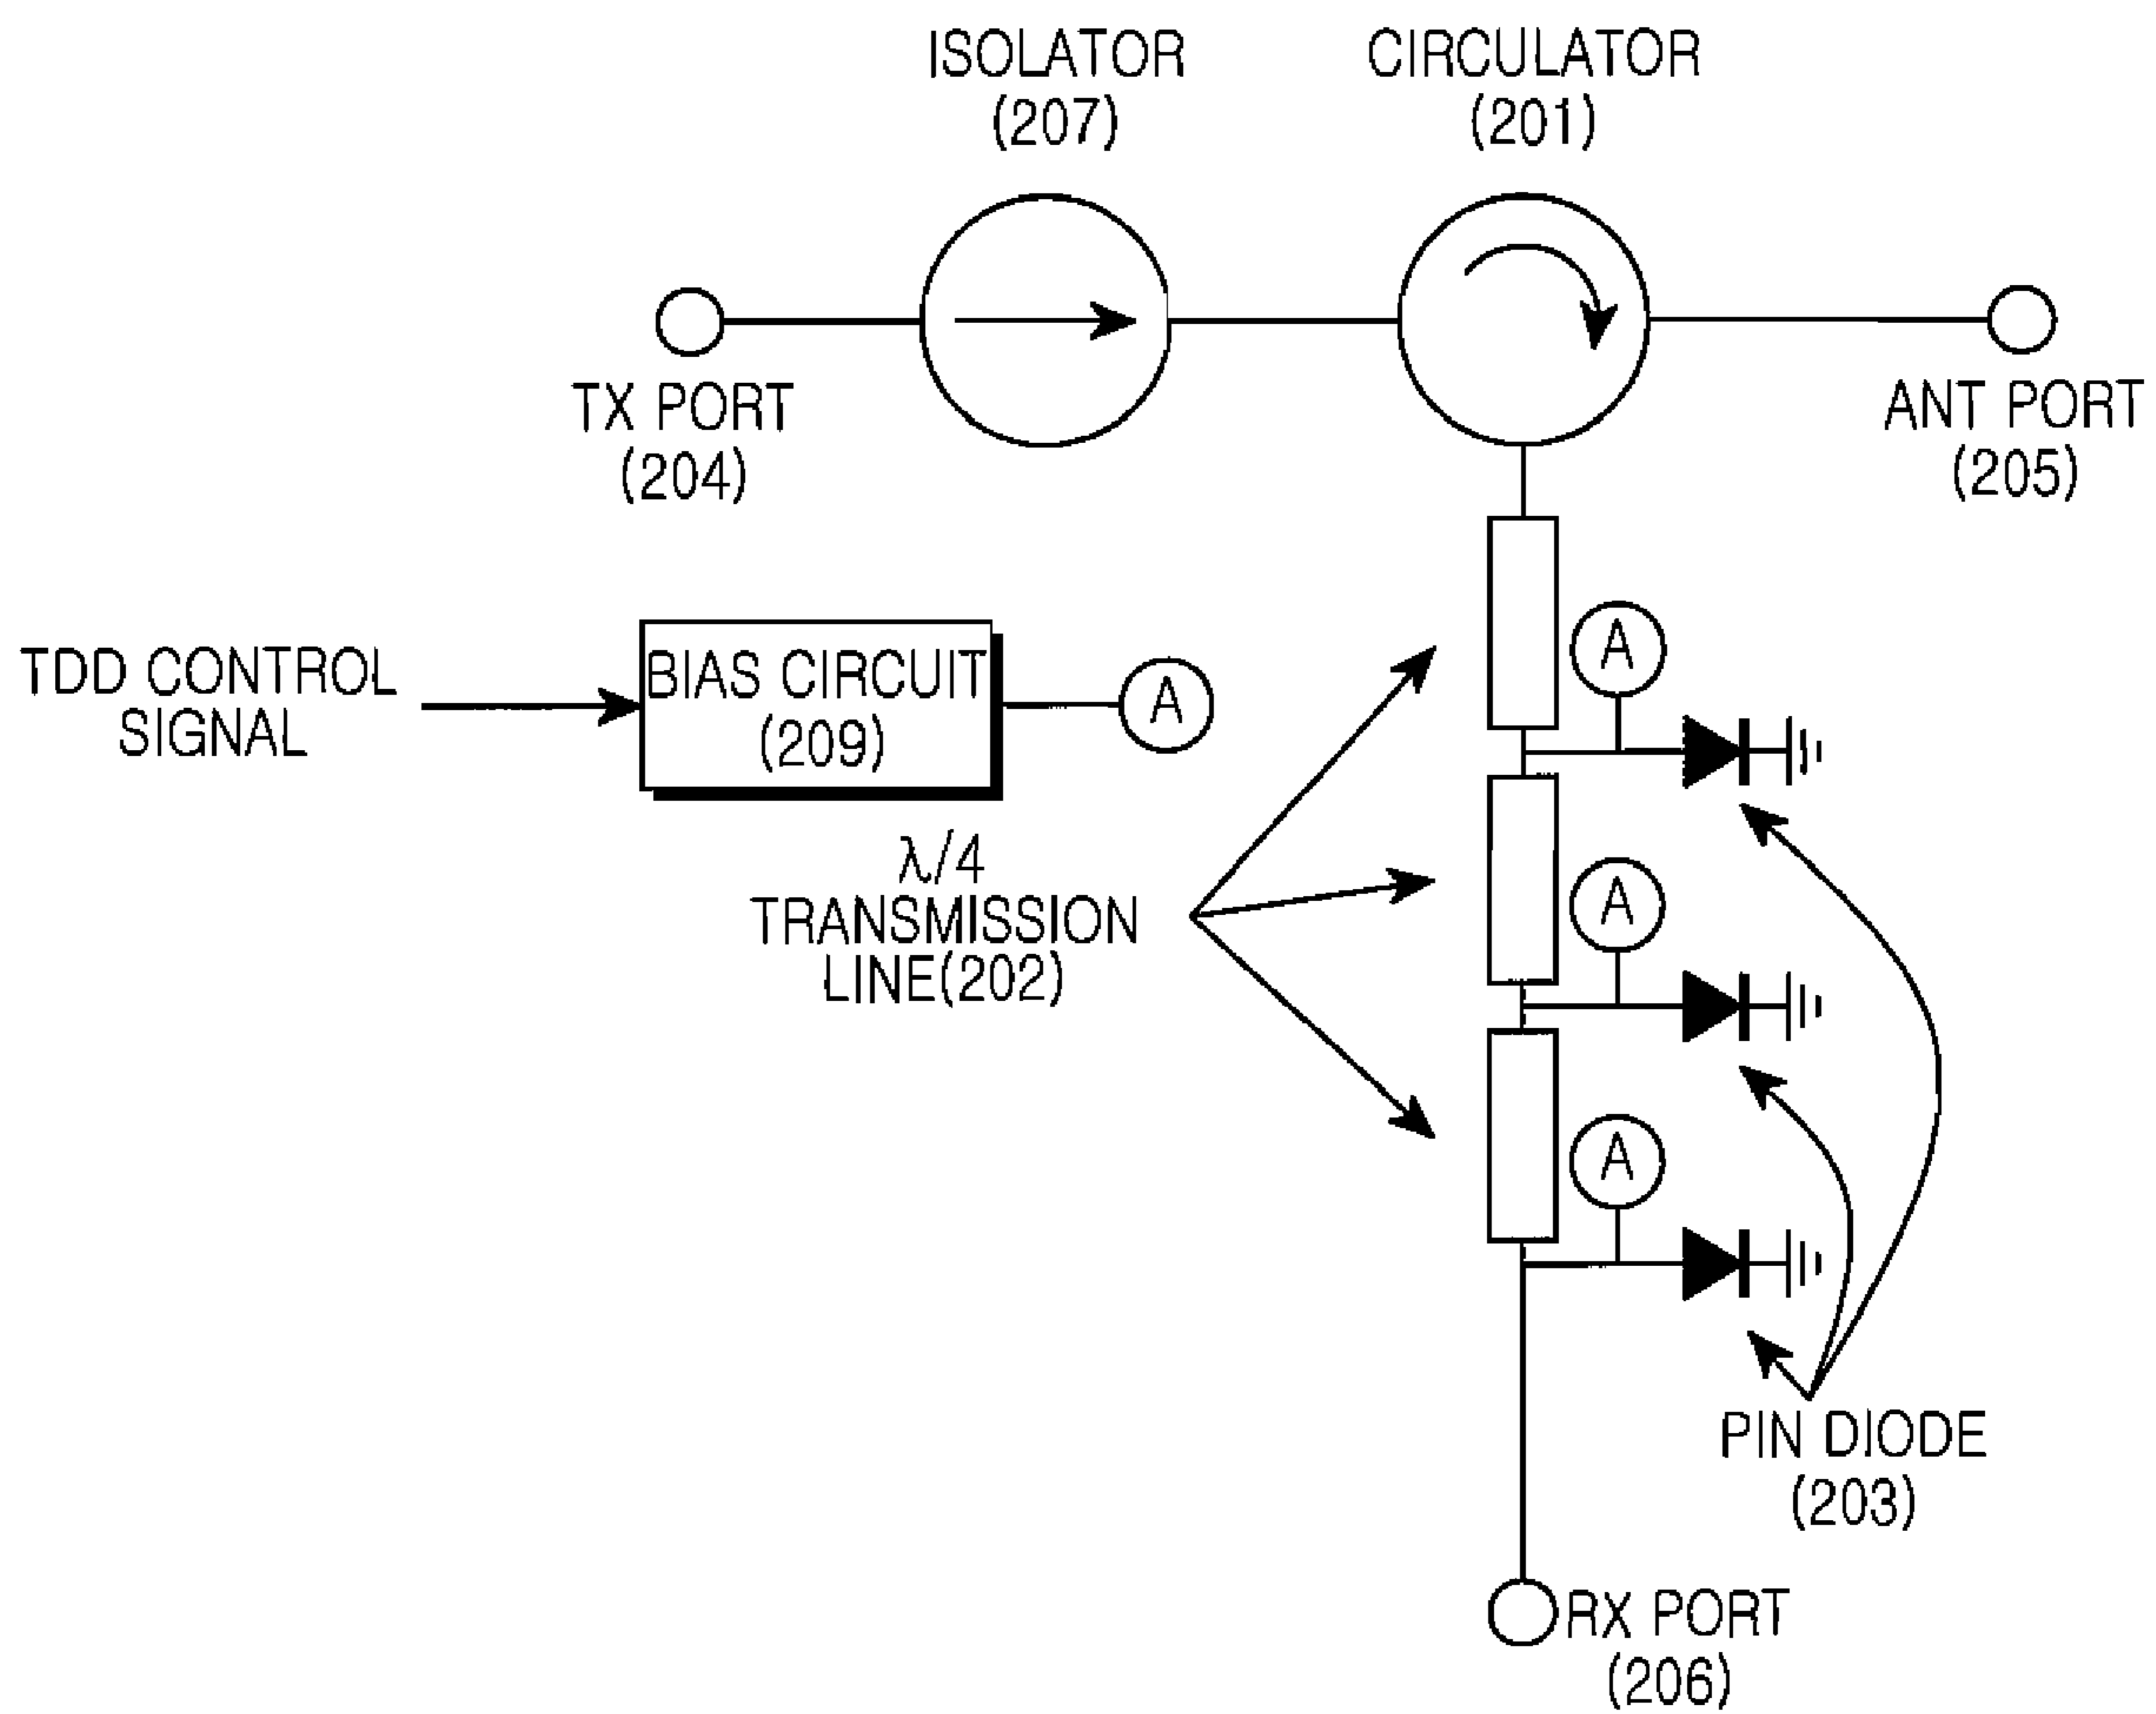 ISOLATOR
(207)
CIRCULATOR
(201)
TX PORT
(204)
ANT PORT
(205)
TDD CONTROL
SIGNAL
BIAS CIRCUIT
(209)
A
A
λ/4
TRANSMISSION
LINE(202)
A
A
PIN DIODE
(203)
RX PORT
(206)